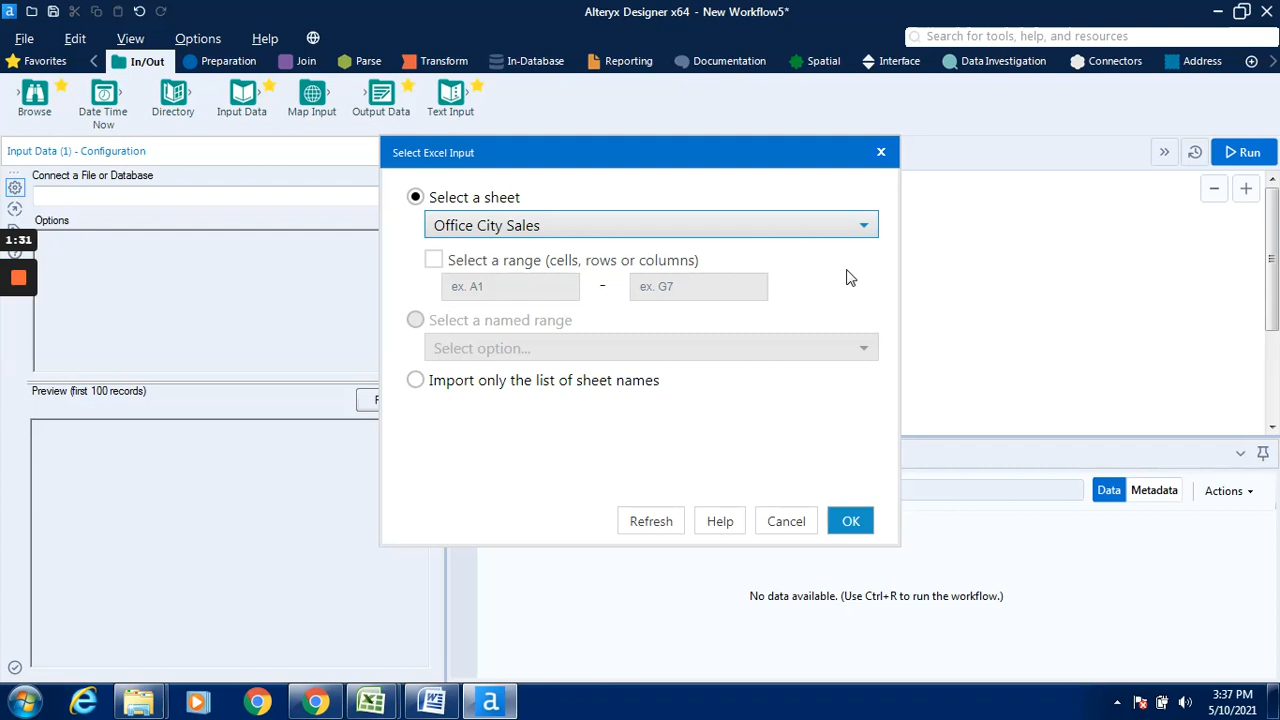 Alteryx Designer x64 - New Workflow5*
File Edit View Options Help
Search for tools, help, and resources
Favorites In/Out Preparation Join Parse Transform In-Database Reporting Documentation Spatial Interface Data Investigation Connectors Address
Browse Date Time Now Directory Input Data Map Input Output Data Text Input
Input Data (1) - Configuration
Select Excel Input
Run
Connect a File or Database
Options
1:31
Select a sheet
Office City Sales
Select a range (cells, rows or columns)
ex. A1 - ex. G7
Select a named range
Select option...
Import only the list of sheet names
Preview (first 100 records)
Refresh Help Cancel OK
Data Metadata Actions
No data available. (Use Ctrl+R to run the workflow.)
3:37 PM
5/10/2021